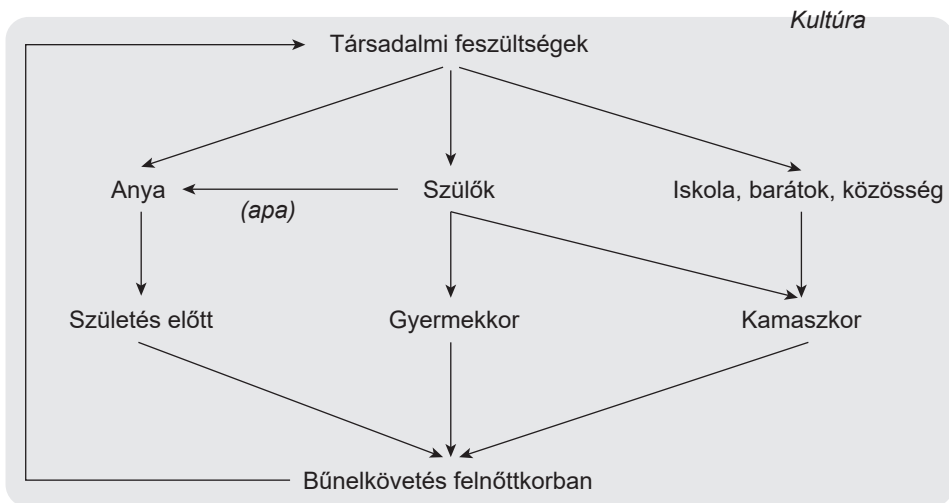 Kultúra
Társadalmi feszültségek
Anya
(apa)
Szülők
Iskola, barátok, közösség
Születés előtt
Gyermekkor
Kamaszkor
Bűnelkövetés felnőttkorban